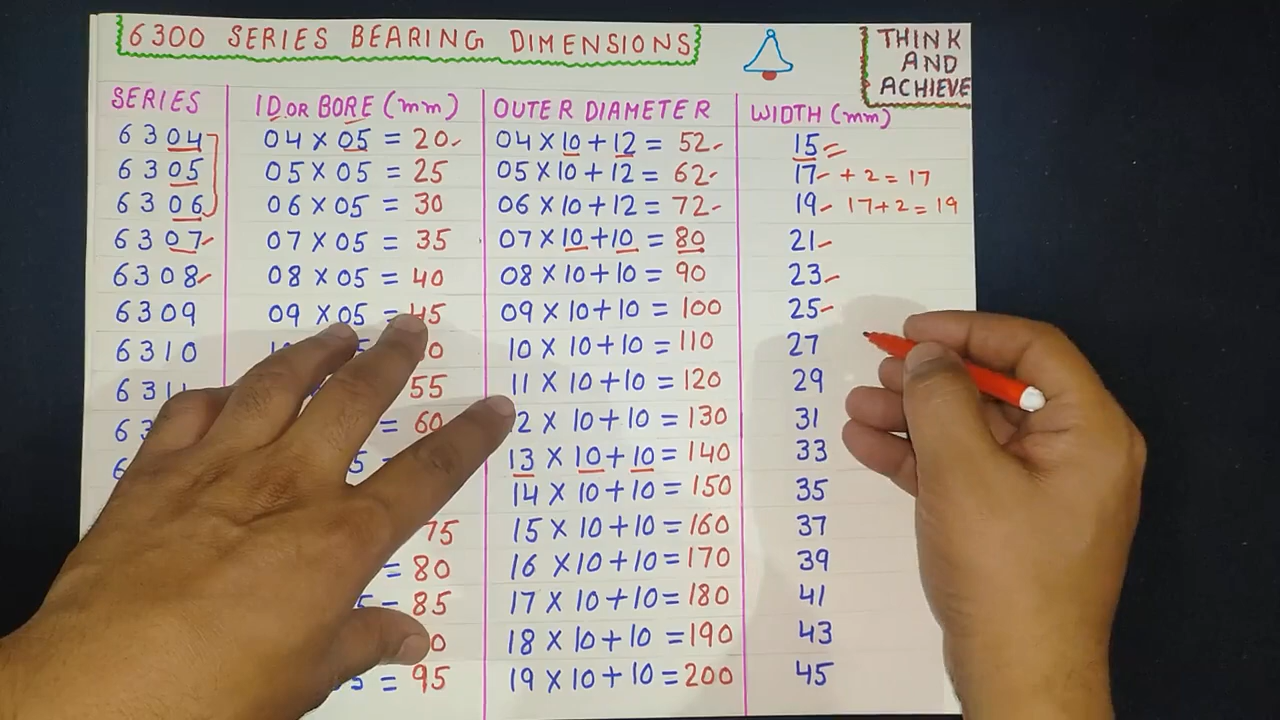 6300 SERIES BEARING DIMENSIONS
THINK
AND
ACHIEVE
SERIES ID OR BORE (mm) OUTER DIAMETER WIDTH (mm)
6304 04 X 05 = 20 04 X 10 + 12 = 52 15
6305 05 X 05 = 25 05 X 10 + 12 = 62 17 + 2 = 17
6306 06 X 05 = 30 06 X 10 + 12 = 72 19 17 + 2 = 19
6307 07 X 05 = 35 07 X 10 + 10 = 80 21
6308 08 X 05 = 40 08 X 10 + 10 = 90 23
6309 09 X 05 = 45 09 X 10 + 10 = 100 25
6310 10 X 10 + 10 = 110 27
55 11 X 10 + 10 = 120 29
= 60 2 X 10 + 10 = 130 31
13 X 10 + 10 = 140 33
14 X 10 + 10 = 150 35
75 15 X 10 + 10 = 160 37
= 80 16 X 10 + 10 = 170 39
= 85 17 X 10 + 10 = 180 41
18 X 10 + 10 = 190 43
= 95 19 X 10 + 10 = 200 45